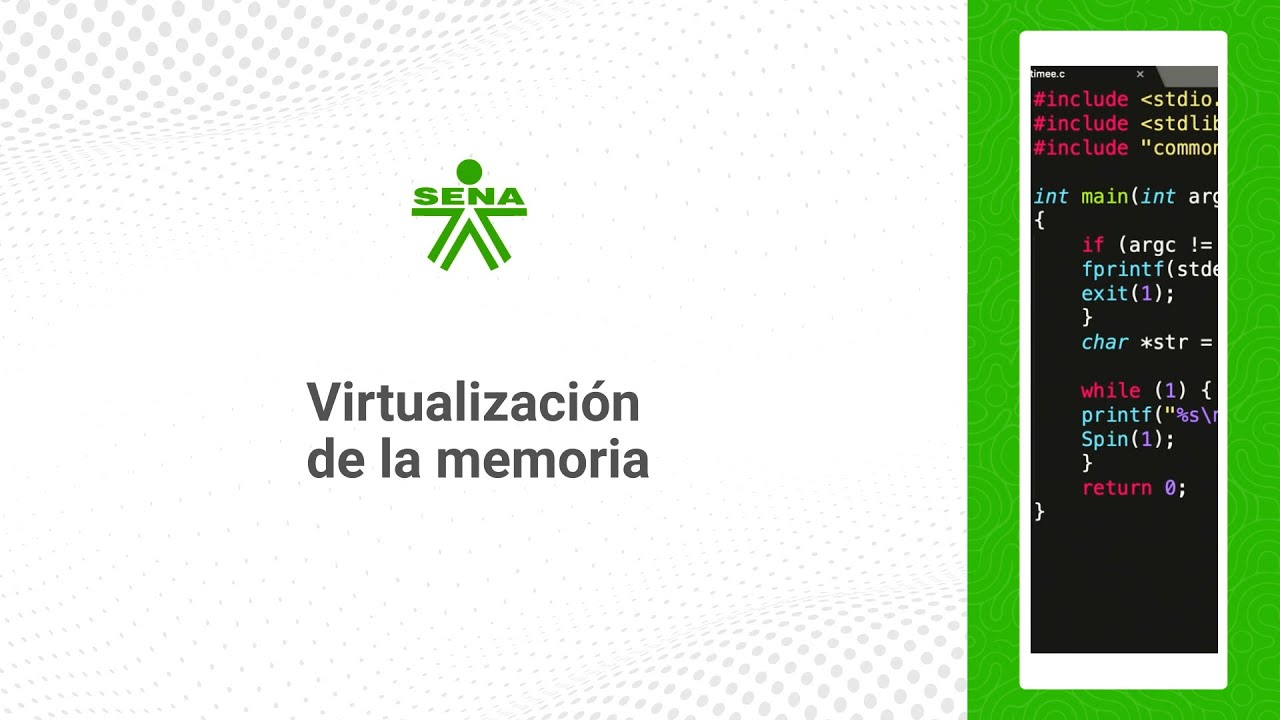 SENA
Virtualización
de la memoria
timee.c
#include <stdio.
#include <stdlib
#include "common
int main(int arg
{
if (argc !=
fprintf(stde
exit(1);
}
char *str =
while (1) {
printf("%s\n
Spin(1);
}
return 0;
}